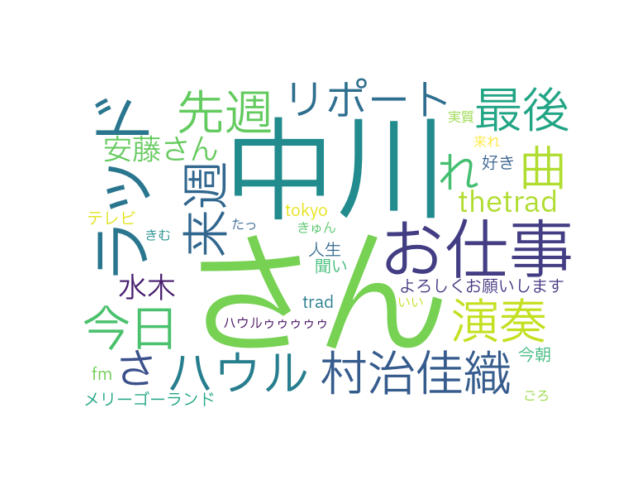 ラッド
先週
リポート
最後
実質
安藤さん
中川
来れ
来週
れ
好き
曲
thetrad
テレビ
tokyo
きゅん
たっ
きむ
さん
お仕事
人生
聞い
水木
よろしくお願いします
trad
いい
今日
ハウルゥゥゥゥゥ
演奏
fm
さ
ハウル
村治佳織
今朝
メリーゴーランド
ごろ